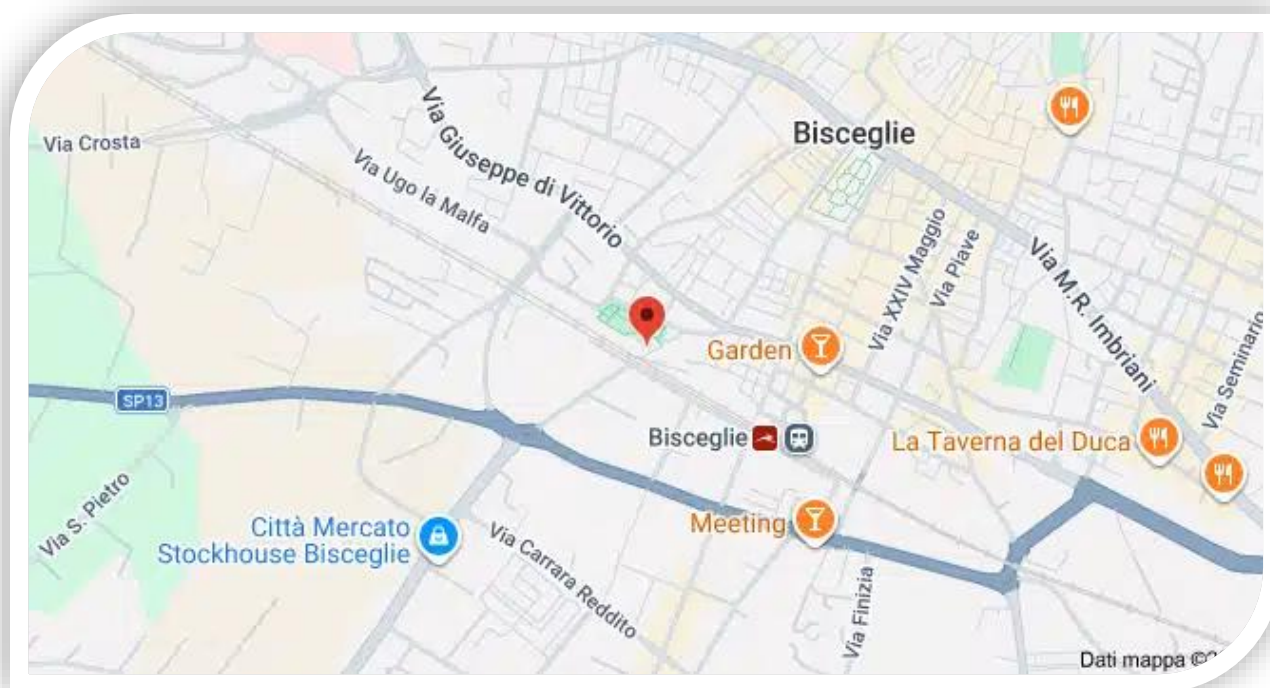 Via Crosta
Via Giuseppe di Vittorio
Via Ugo la Malfa
Bisceglie
Via XXIV Maggio
Via Piave
Via M.R. Imbriani
Via Seminario
Garden
SP13
Bisceglie
La Taverna del Duca
Via S. Pietro
Città Mercato
Stockhouse Bisceglie
Meeting
Via Carrara Reddito
Via Finizia
Dati mappa